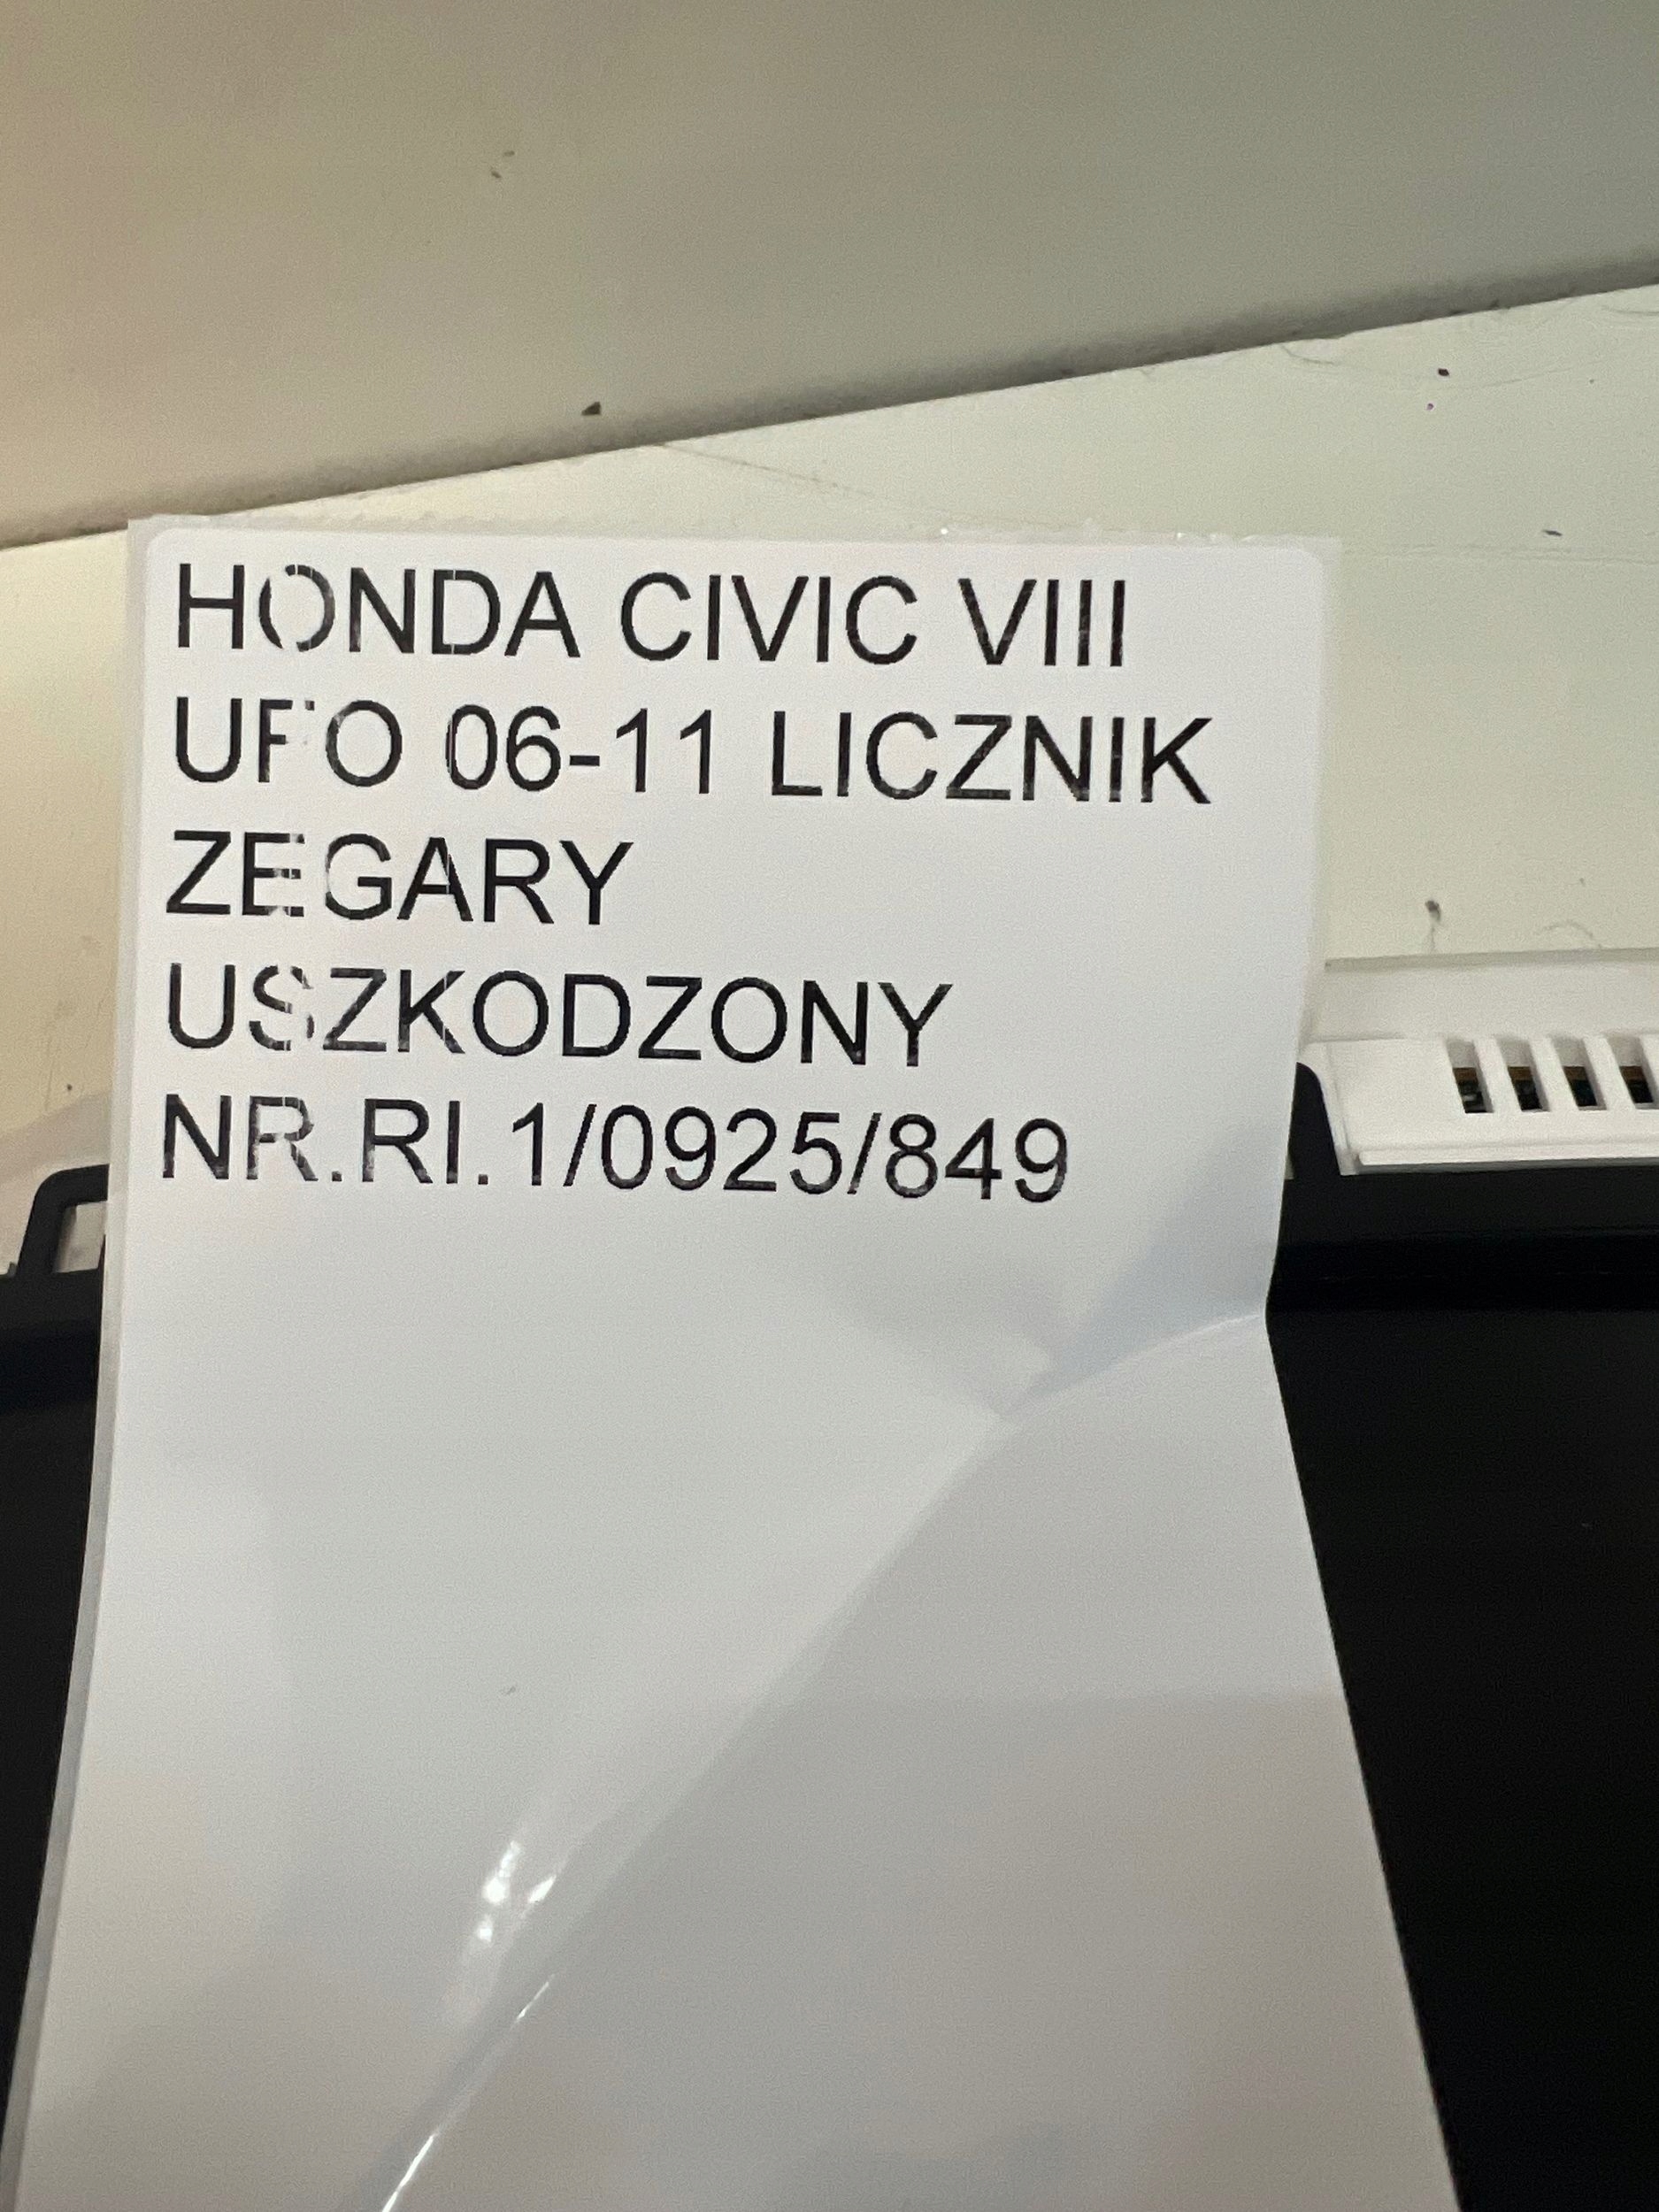 HONDA CIVIC VIII
UFO 06-11 LICZNIK
ZEGARY
USZKODZONY
NR.RI.1/0925/849